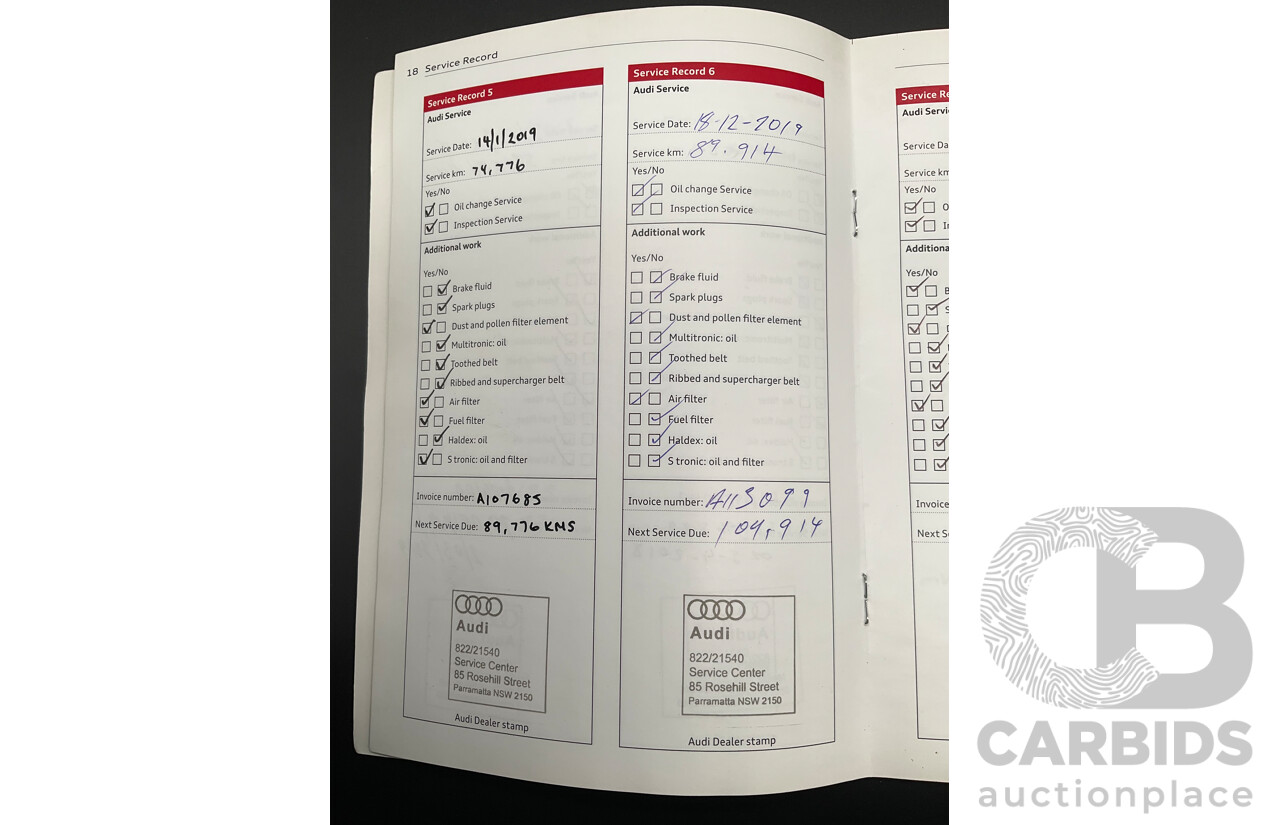 18 Service Record
Service Record 5
Audi Service
Service Date: 14/1/2019
Service km: 74,776
Yes/No
Oil change Service
Inspection Service
Additional work
Yes/No
Brake fluid
Spark plugs
Dust and pollen filter element
Multitronic: oil
Toothed belt
Ribbed and supercharger belt
Air filter
Fuel filter
Haldex: oil
S tronic: oil and filter
Invoice number: A107685
Next Service Due: 89,776 KMS
Audi
822/21540
Service Center
85 Rosehill Street
Parramatta NSW 2150
Audi Dealer stamp
Service Record 6
Audi Service
Service Date: 18-12-2019
Service km: 89.914
Yes/No
Oil change Service
Inspection Service
Additional work
Yes/No
Brake fluid
Spark plugs
Dust and pollen filter element
Multitronic: oil
Toothed belt
Ribbed and supercharger belt
Air filter
Fuel filter
Haldex: oil
S tronic: oil and filter
Invoice number: A113099
Next Service Due: 104,914
Audi
822/21540
Service Center
85 Rosehill Street
Parramatta NSW 2150
Audi Dealer stamp
Service Re
Audi Servi
Service Da
Service km
Yes/No
O
Additiona
Yes/No
Invoice
Next S
CB
CARBIDS
auctionplace